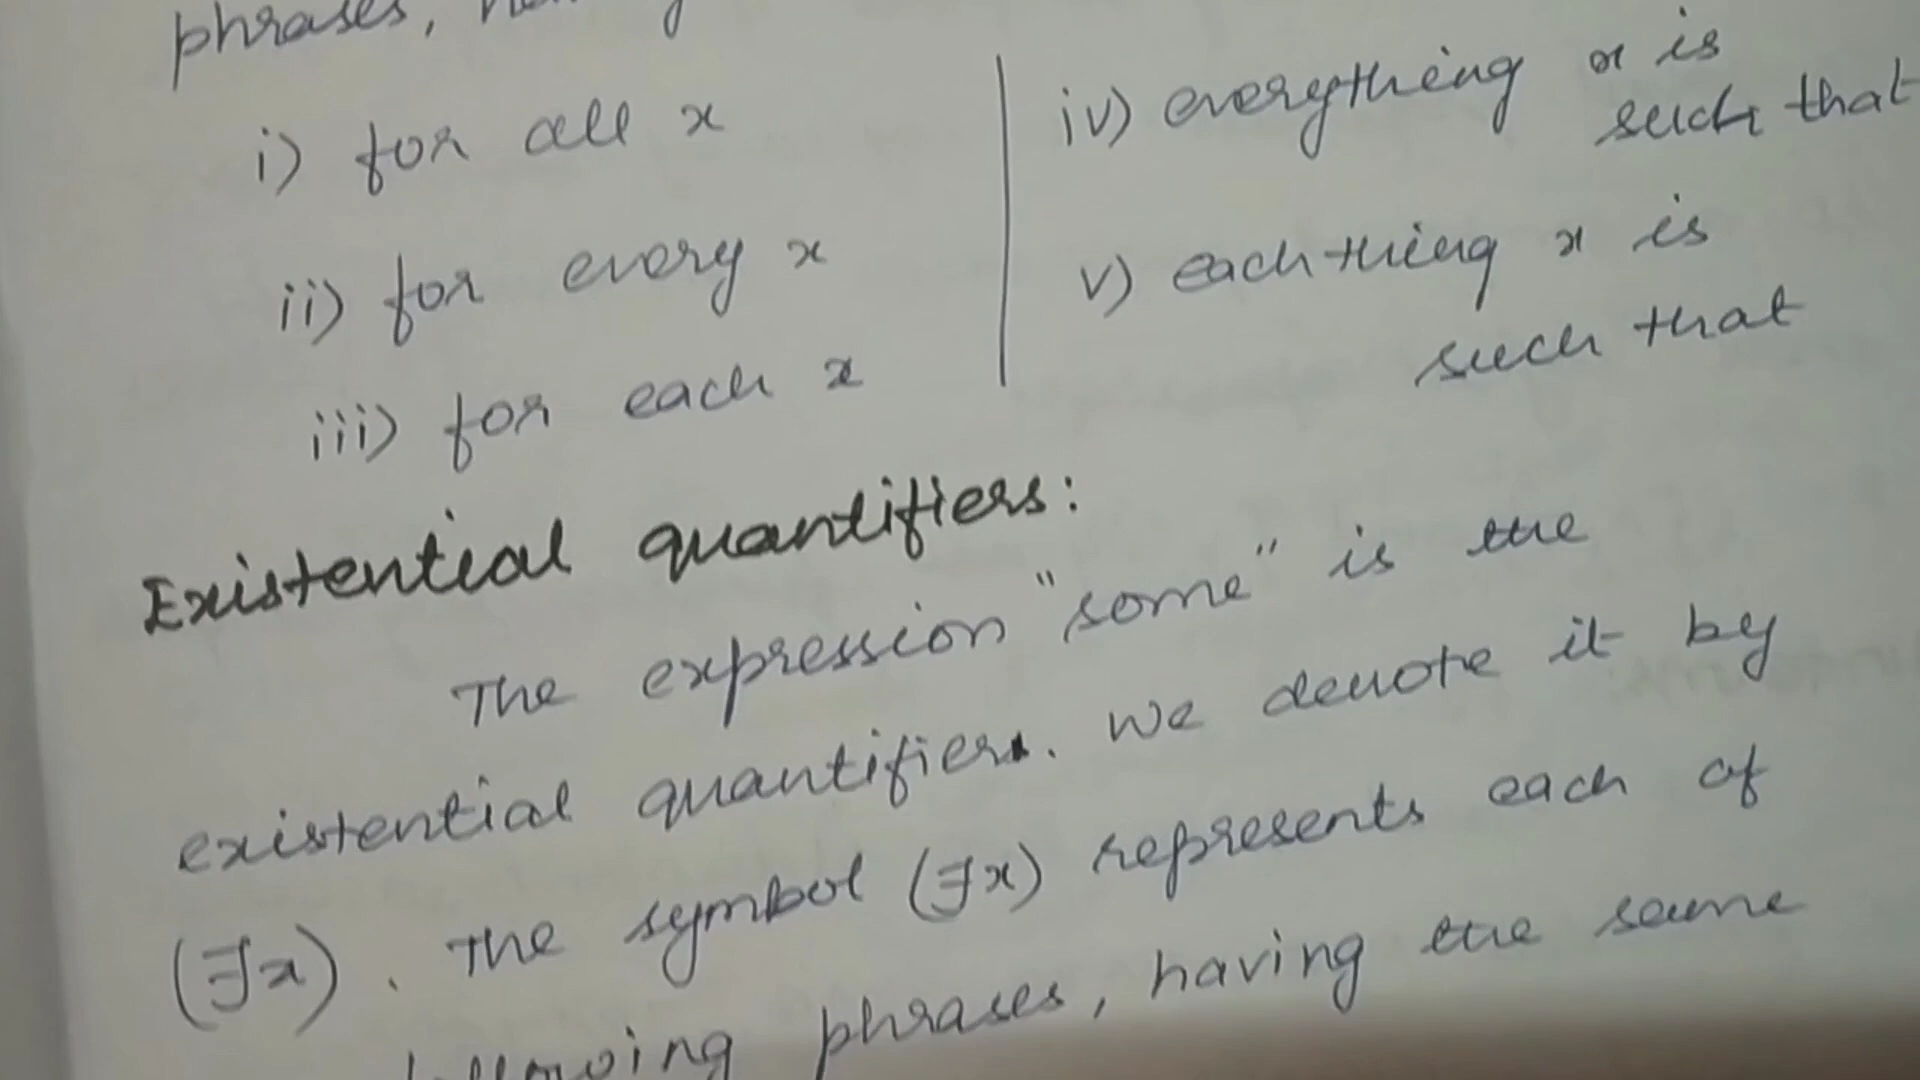 phrases,
i) for all x
ii) for every x
iii) for each x
iv) everything x is
such that
v) each thing x is
such that
Existential quantifiers:
The expression "some" is the
existential quantifier. We denote it by
(∃x). The symbol (∃x) represents each of
following phrases, having the same